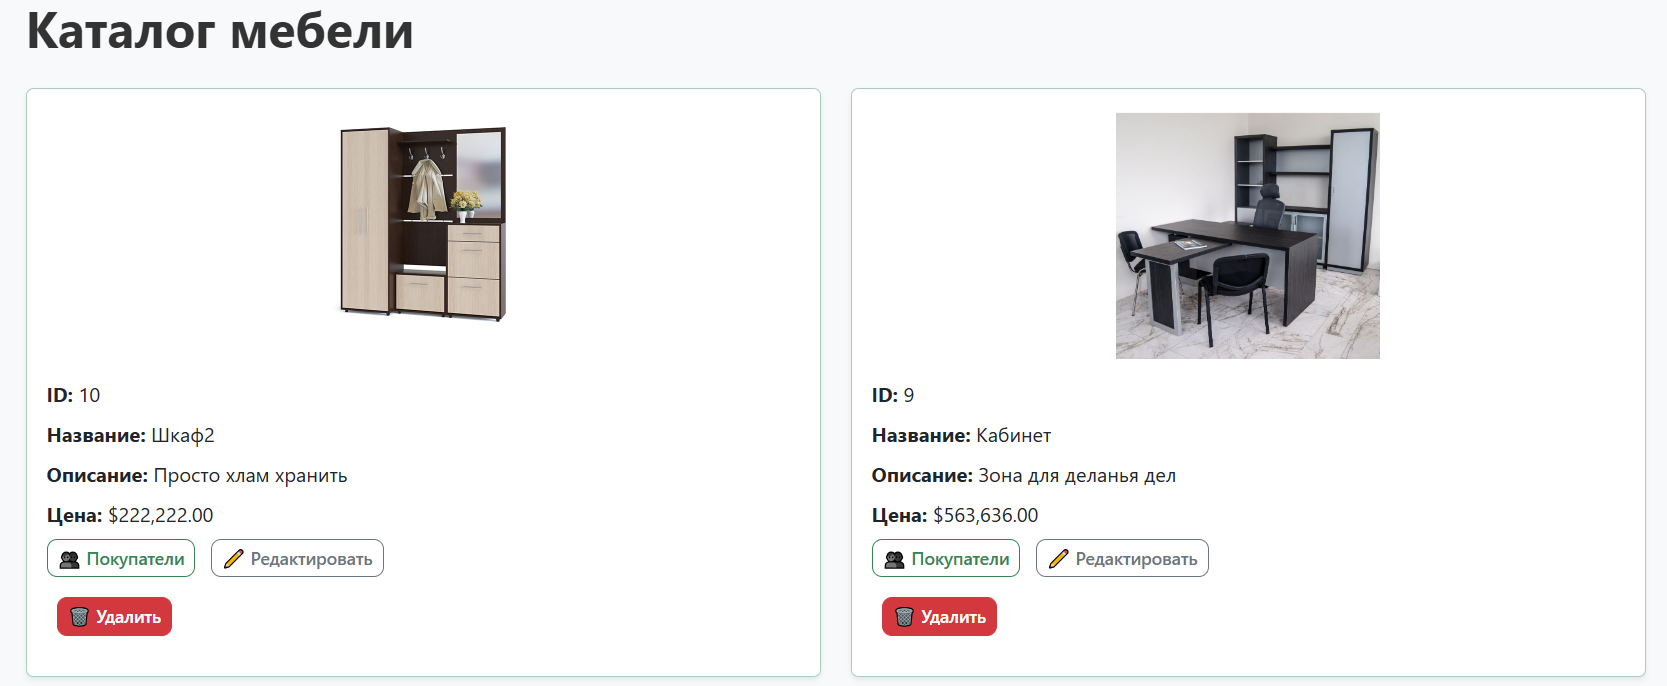 Каталог мебели
ID: 10
Название: Шкаф2
Описание: Просто хлам хранить
Цена: $222,222.00
Покупатели
Редактировать
Удалить
ID: 9
Название: Кабинет
Описание: Зона для деланья дел
Цена: $563,636.00
Покупатели
Редактировать
Удалить